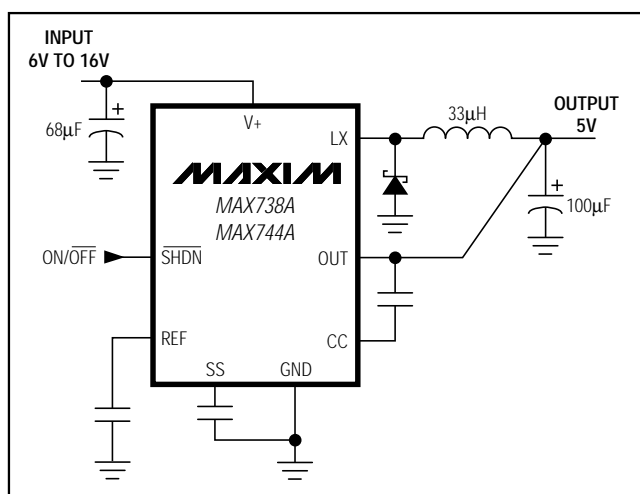 INPUT
6V TO 16V
68µF
V+
LX
33µH
OUTPUT
5V
MAXIM
MAX738A
MAX744A
100µF
ON/OFF
SHDN
OUT
REF
CC
SS
GND